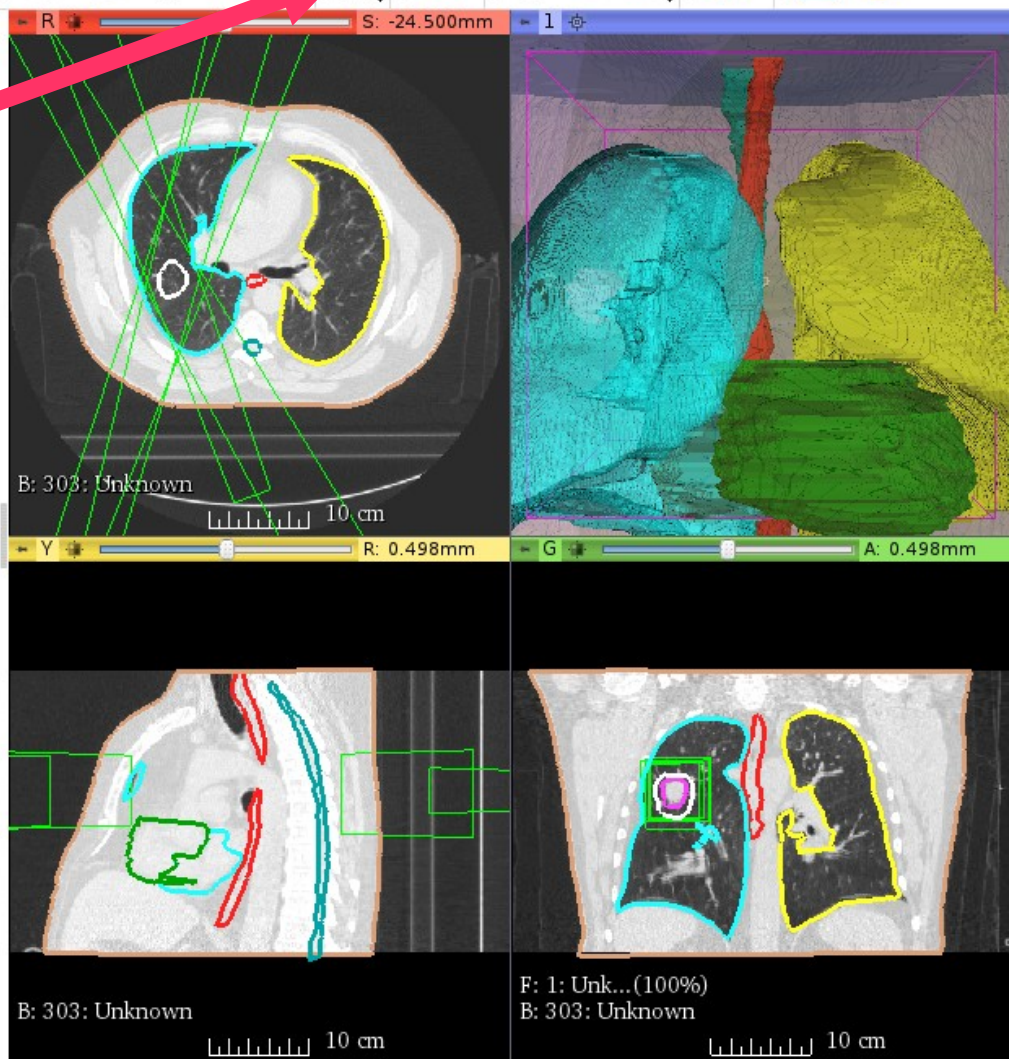 R S: -24.500mm
1
B: 303: Unknown
10 cm
Y R: 0.498mm
G A: 0.498mm
B: 303: Unknown
10 cm
F: 1: Unk...(100%)
B: 303: Unknown
10 cm